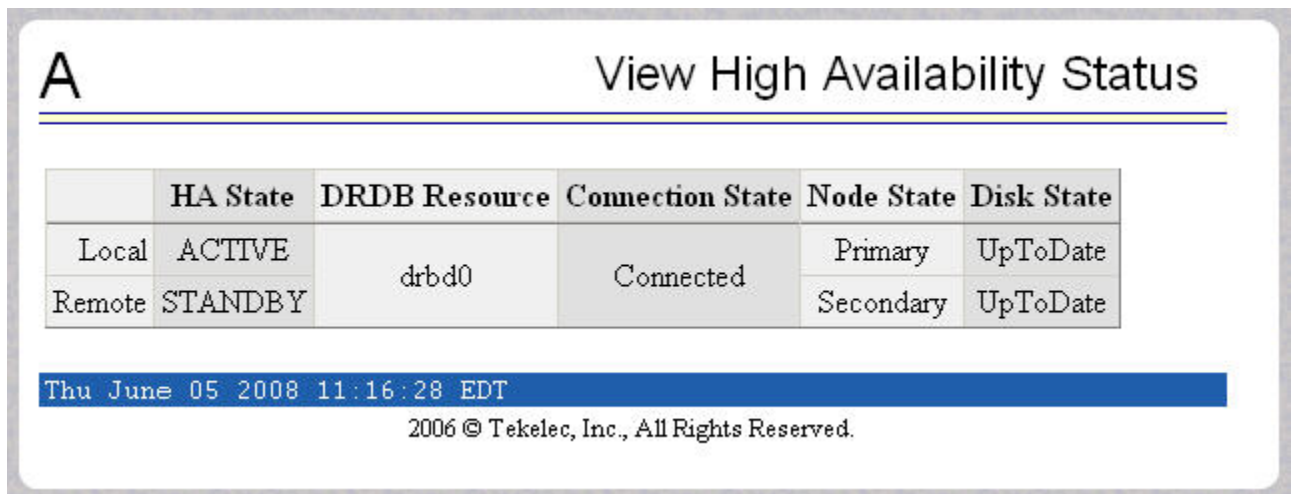 A View High Availability Status
HA State DRDB Resource Connection State Node State Disk State
Local ACTIVE drbd0 Connected Primary UpToDate
Remote STANDBY Secondary UpToDate
Thu June 05 2008 11:16:28 EDT
2006 © Tekelec, Inc., All Rights Reserved.